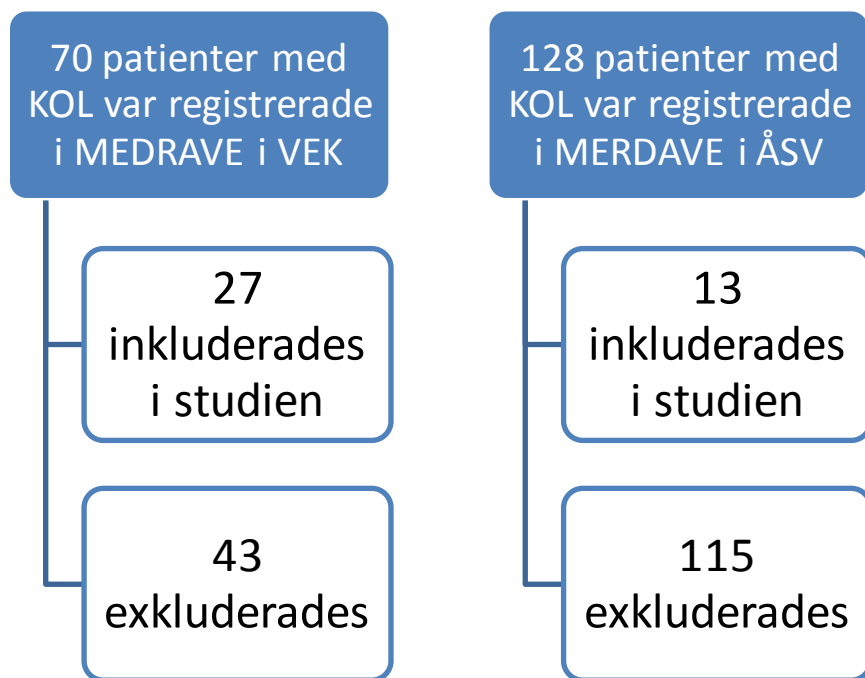 70 patienter med
KOL var registrerade
i MEDRAVE i VEK
27
inkluderades
i studien
43
exkluderades
128 patienter med
KOL var registrerade
i MERDAVE i ÅSV
13
inkluderades
i studien
115
exkluderades